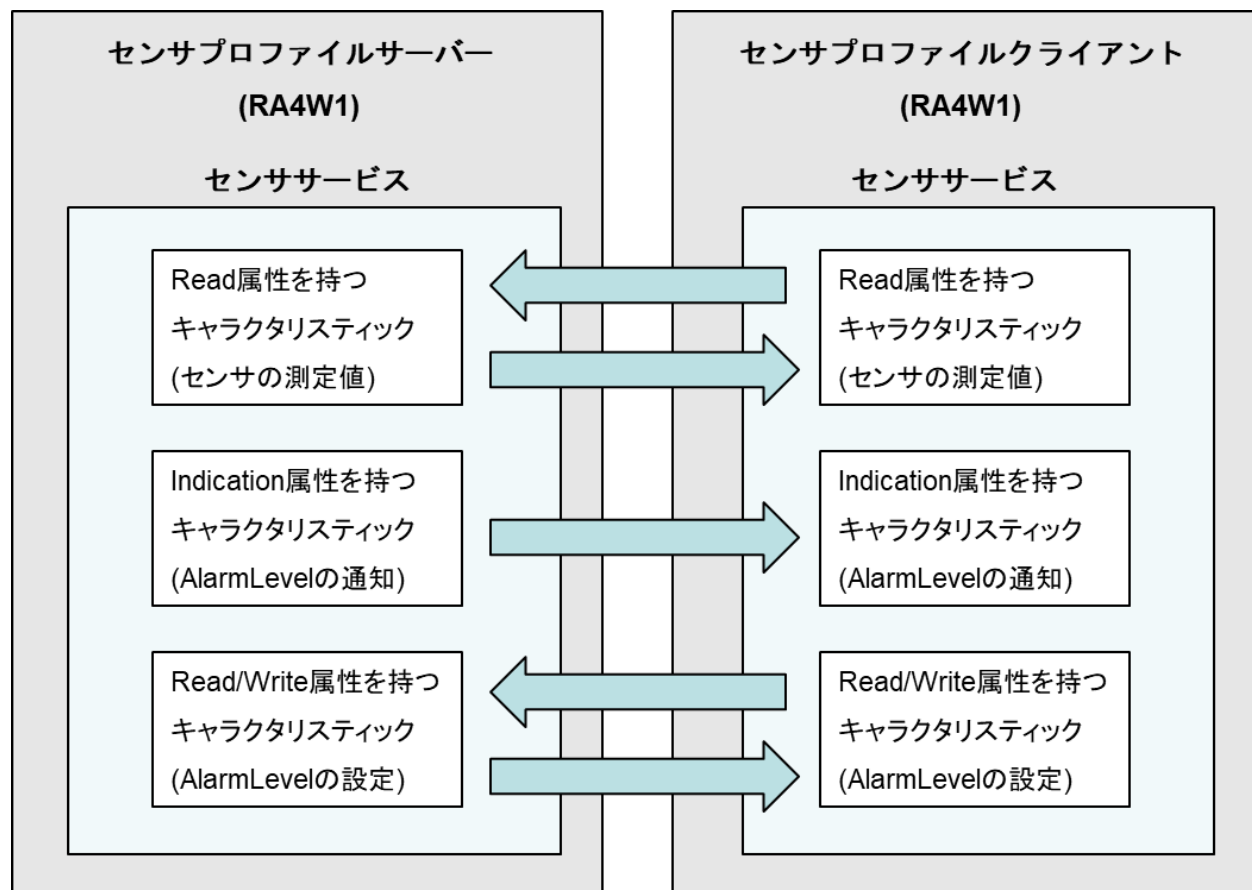 センサプロファイルサーバー
(RA4W1)
センササービス
Read属性を持つ
キャラクタリスティック
(センサの測定値)
Indication属性を持つ
キャラクタリスティック
(AlarmLevelの通知)
Read/Write属性を持つ
キャラクタリスティック
(AlarmLevelの設定)
センサプロファイルクライアント
(RA4W1)
センササービス
Read属性を持つ
キャラクタリスティック
(センサの測定値)
Indication属性を持つ
キャラクタリスティック
(AlarmLevelの通知)
Read/Write属性を持つ
キャラクタリスティック
(AlarmLevelの設定)